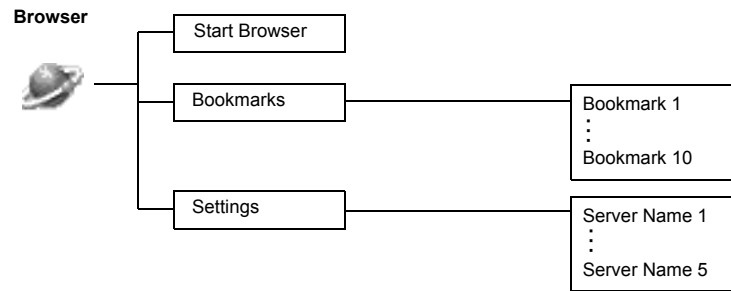 Browser
Start Browser
Bookmarks
Bookmark 1
Bookmark 10
Settings
Server Name 1
Server Name 5